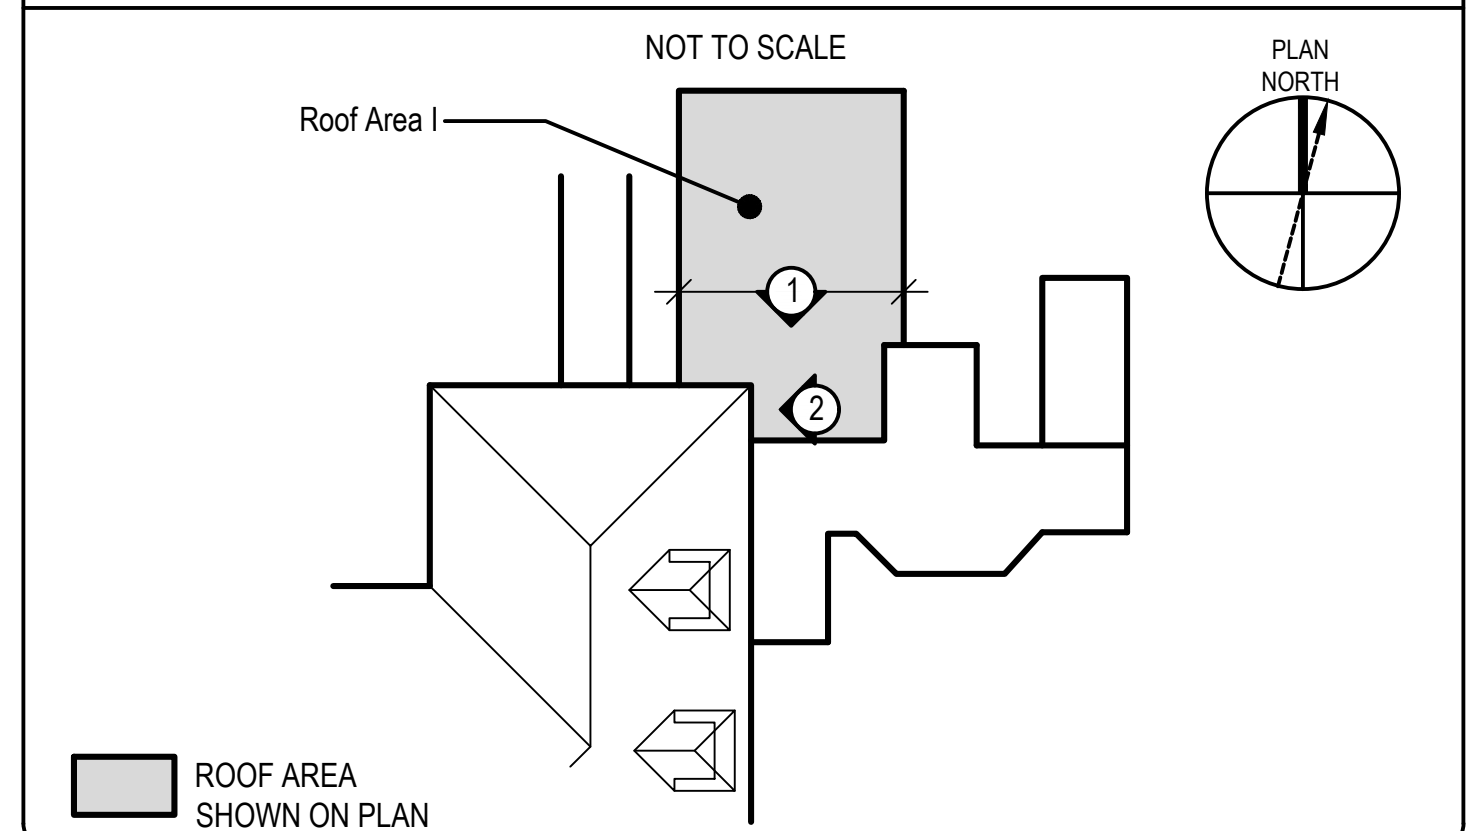 NOT TO SCALE
PLAN
NORTH
Roof Area I
1
2
ROOF AREA
SHOWN ON PLAN